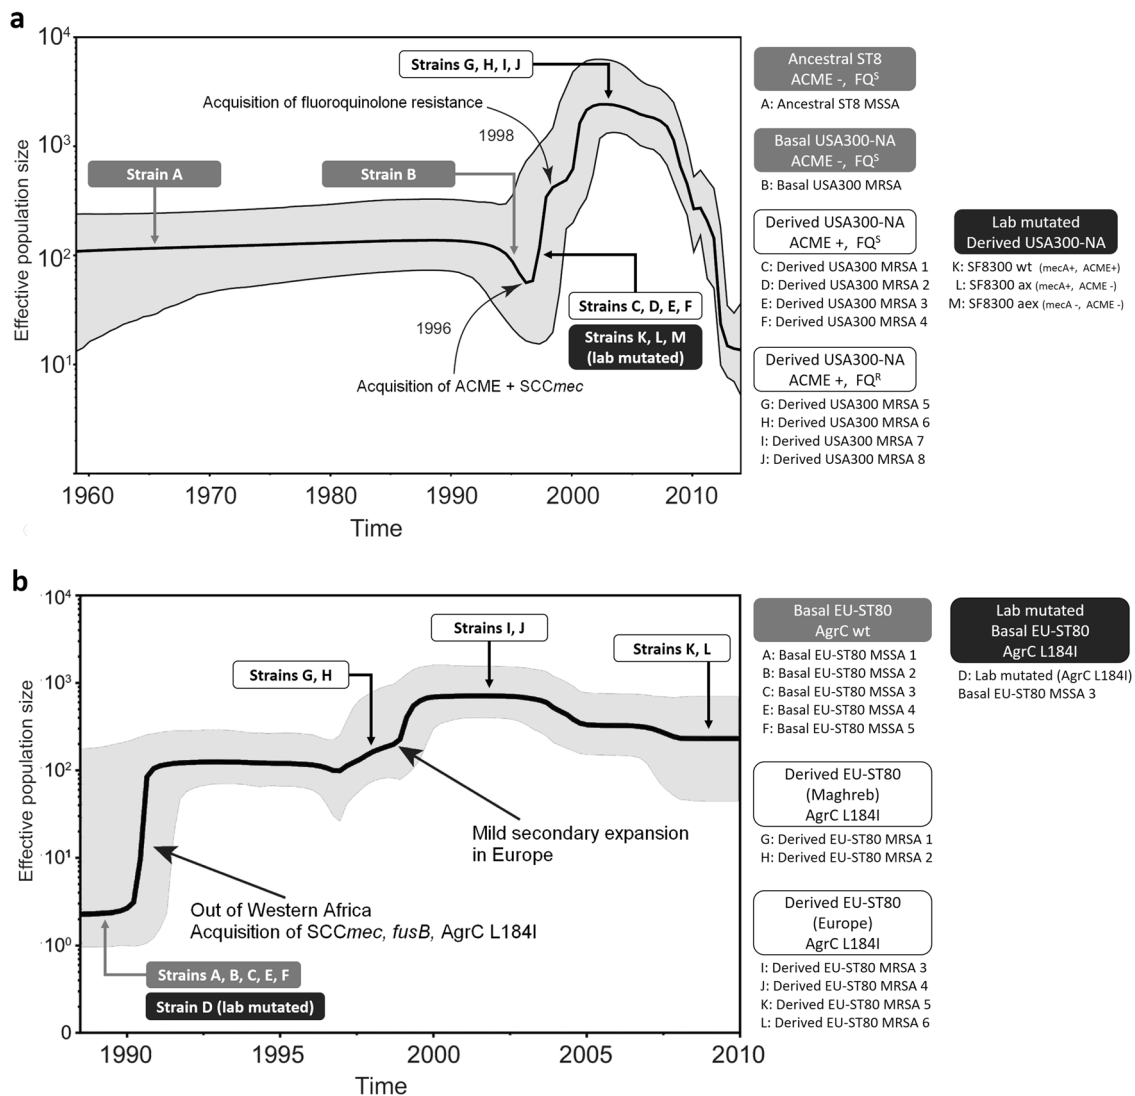 a
10⁴
10³
10²
10¹
Effective population size
1960
1970
1980
1990
2000
2010
Time
Strains G, H, I, J
Acquisition of fluoroquinolone resistance
1998
Strain A
Strain B
Strains C, D, E, F
Strains K, L, M
(lab mutated)
1996
Acquisition of ACME + SCCmec
Ancestral ST8
ACME -, FQˢ
A: Ancestral ST8 MSSA
Basal USA300-NA
ACME -, FQˢ
B: Basal USA300 MRSA
Derived USA300-NA
ACME +, FQˢ
C: Derived USA300 MRSA 1
D: Derived USA300 MRSA 2
E: Derived USA300 MRSA 3
F: Derived USA300 MRSA 4
Derived USA300-NA
ACME +, FQᴿ
G: Derived USA300 MRSA 5
H: Derived USA300 MRSA 6
I: Derived USA300 MRSA 7
J: Derived USA300 MRSA 8
Lab mutated
Derived USA300-NA
K: SF8300 wt (mecA+, ACME+)
L: SF8300 ax (mecA+, ACME -)
M: SF8300 aex (mecA -, ACME -)
b
10⁴
10³
10²
10¹
10⁰
0
Effective population size
1990
1995
2000
2005
2010
Time
Strains I, J
Strains G, H
Strains K, L
Mild secondary expansion
in Europe
Out of Western Africa
Acquisition of SCCmec, fusB, AgrC L184I
Strains A, B, C, E, F
Strain D (lab mutated)
Basal EU-ST80
AgrC wt
A: Basal EU-ST80 MSSA 1
B: Basal EU-ST80 MSSA 2
C: Basal EU-ST80 MSSA 3
E: Basal EU-ST80 MSSA 4
F: Basal EU-ST80 MSSA 5
Derived EU-ST80
(Maghreb)
AgrC L184I
G: Derived EU-ST80 MRSA 1
H: Derived EU-ST80 MRSA 2
Derived EU-ST80
(Europe)
AgrC L184I
I: Derived EU-ST80 MRSA 3
J: Derived EU-ST80 MRSA 4
K: Derived EU-ST80 MRSA 5
L: Derived EU-ST80 MRSA 6
Lab mutated
Basal EU-ST80
AgrC L184I
D: Lab mutated (AgrC L184I)
Basal EU-ST80 MSSA 3